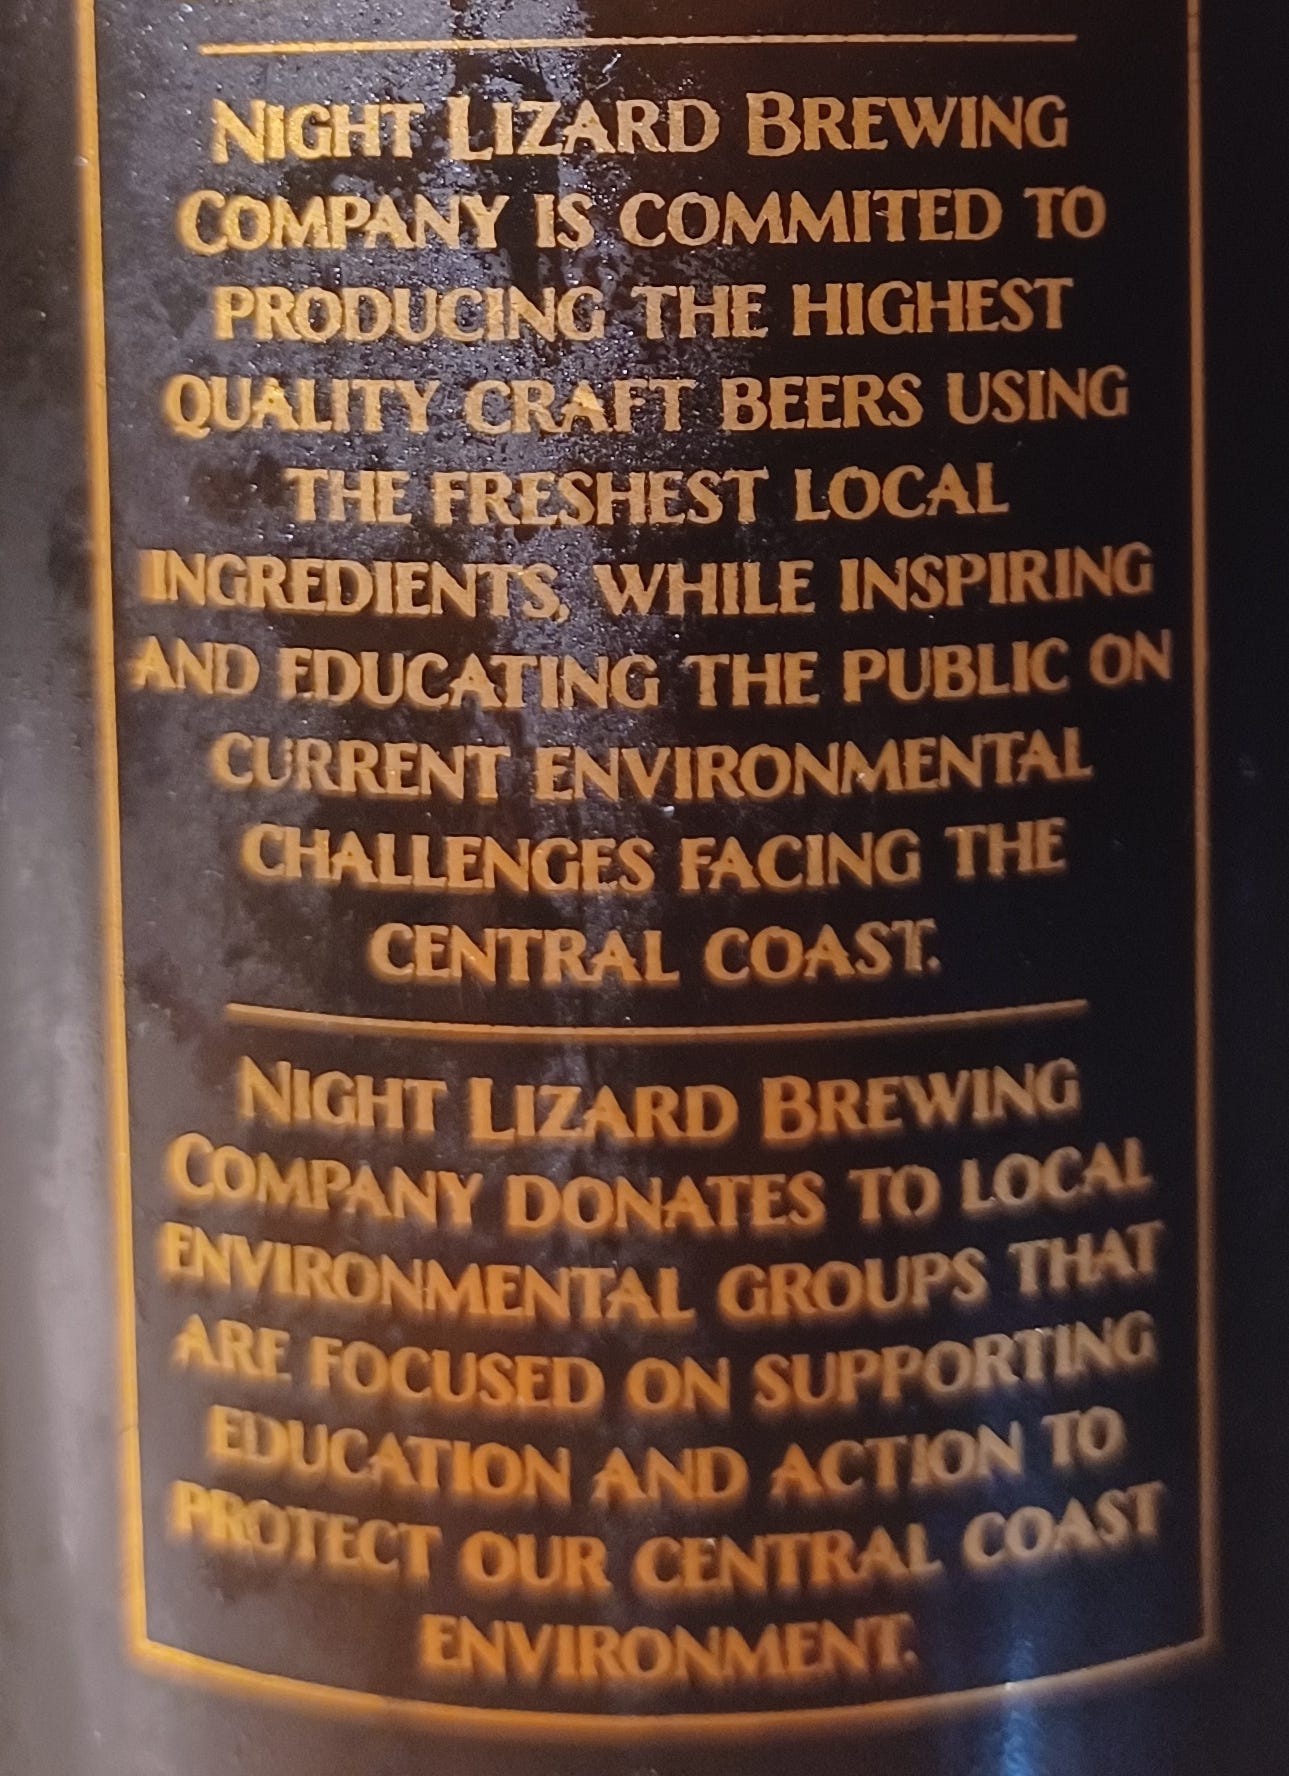 NIGHT LIZARD BREWING
COMPANY IS COMMITED TO
PRODUCING THE HIGHEST
QUALITY CRAFT BEERS USING
THE FRESHEST LOCAL
INGREDIENTS, WHILE INSPIRING
AND EDUCATING THE PUBLIC ON
CURRENT ENVIRONMENTAL
CHALLENGES FACING THE
CENTRAL COAST.
NIGHT LIZARD BREWING
COMPANY DONATES TO LOCAL
ENVIRONMENTAL GROUPS THAT
ARE FOCUSED ON SUPPORTING
EDUCATION AND ACTION TO
PROTECT OUR CENTRAL COAST
ENVIRONMENT.